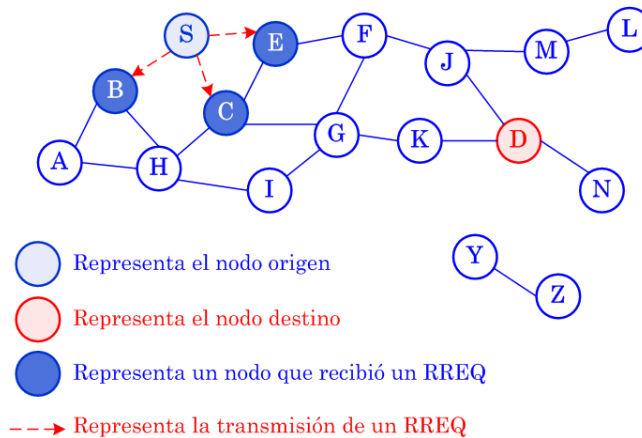 L
S
E
F
J
M
B
C
G
K
D
A
H
I
N
Y
Z
Representa el nodo origen
Representa el nodo destino
Representa un nodo que recibió un RREQ
Representa la transmisión de un RREQ